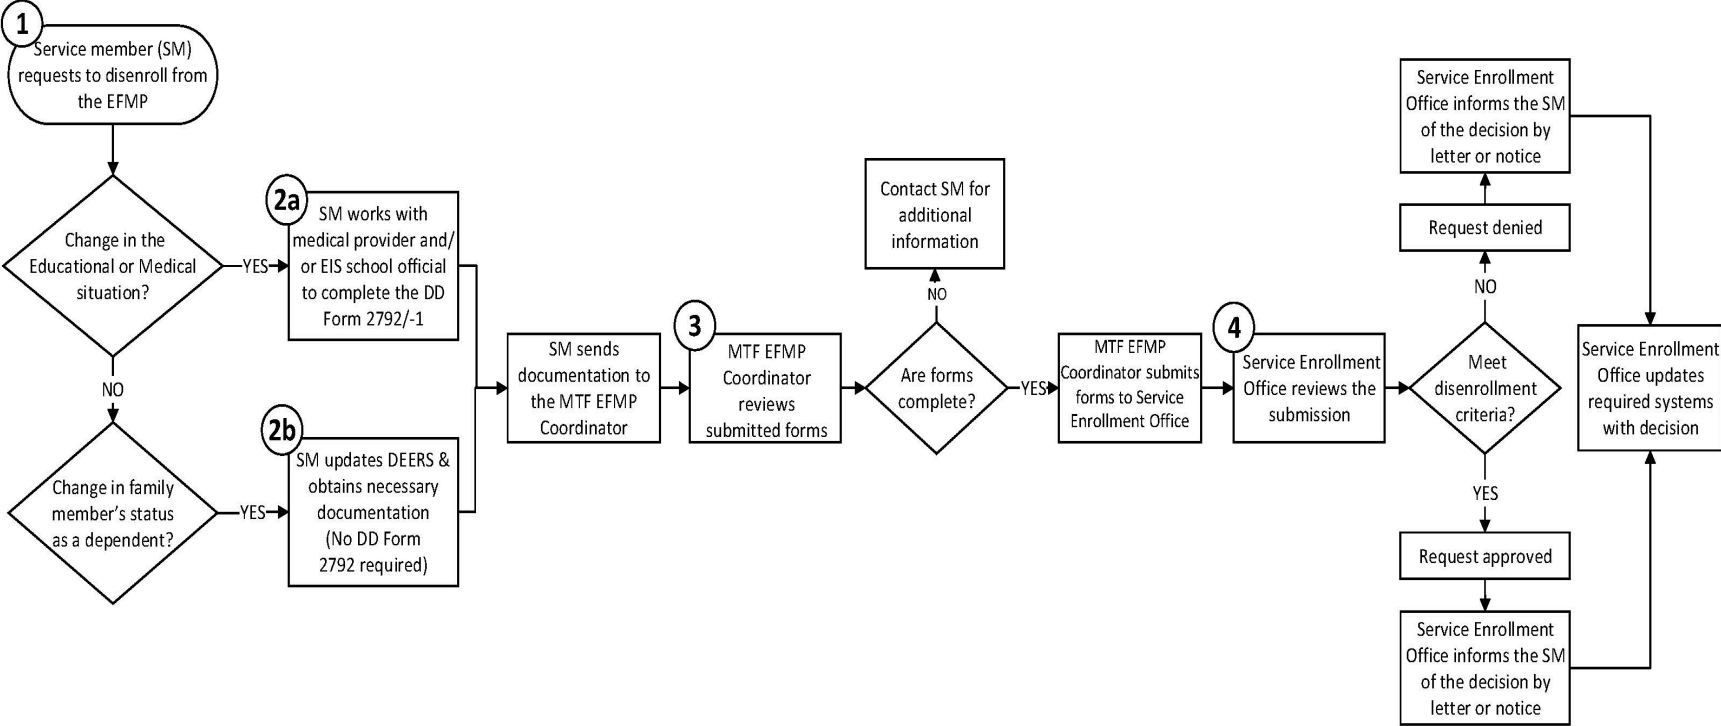 1
Service member (SM)
requests to disenroll from
the EFMP
Change in the
Educational or Medical
situation?
YES
2a
SM works with
medical provider and/
or EIS school official
to complete the DD
Form 2792/-1
NO
Change in family
member's status
as a dependent?
YES
2b
SM updates DEERS &
obtains necessary
documentation
(No DD Form
2792 required)
SM sends
documentation to
the MTF EFMP
Coordinator
3
MTF EFMP
Coordinator
reviews
submitted forms
Are forms
complete?
NO
Contact SM for
additional
information
YES
MTF EFMP
Coordinator submits
forms to Service
Enrollment Office
4
Service Enrollment
Office reviews the
submission
Meet
disenrollment
criteria?
NO
Request denied
Service Enrollment
Office informs the SM
of the decision by
letter or notice
YES
Request approved
Service Enrollment
Office informs the SM
of the decision by
letter or notice
Service Enrollment
Office updates
required systems
with decision